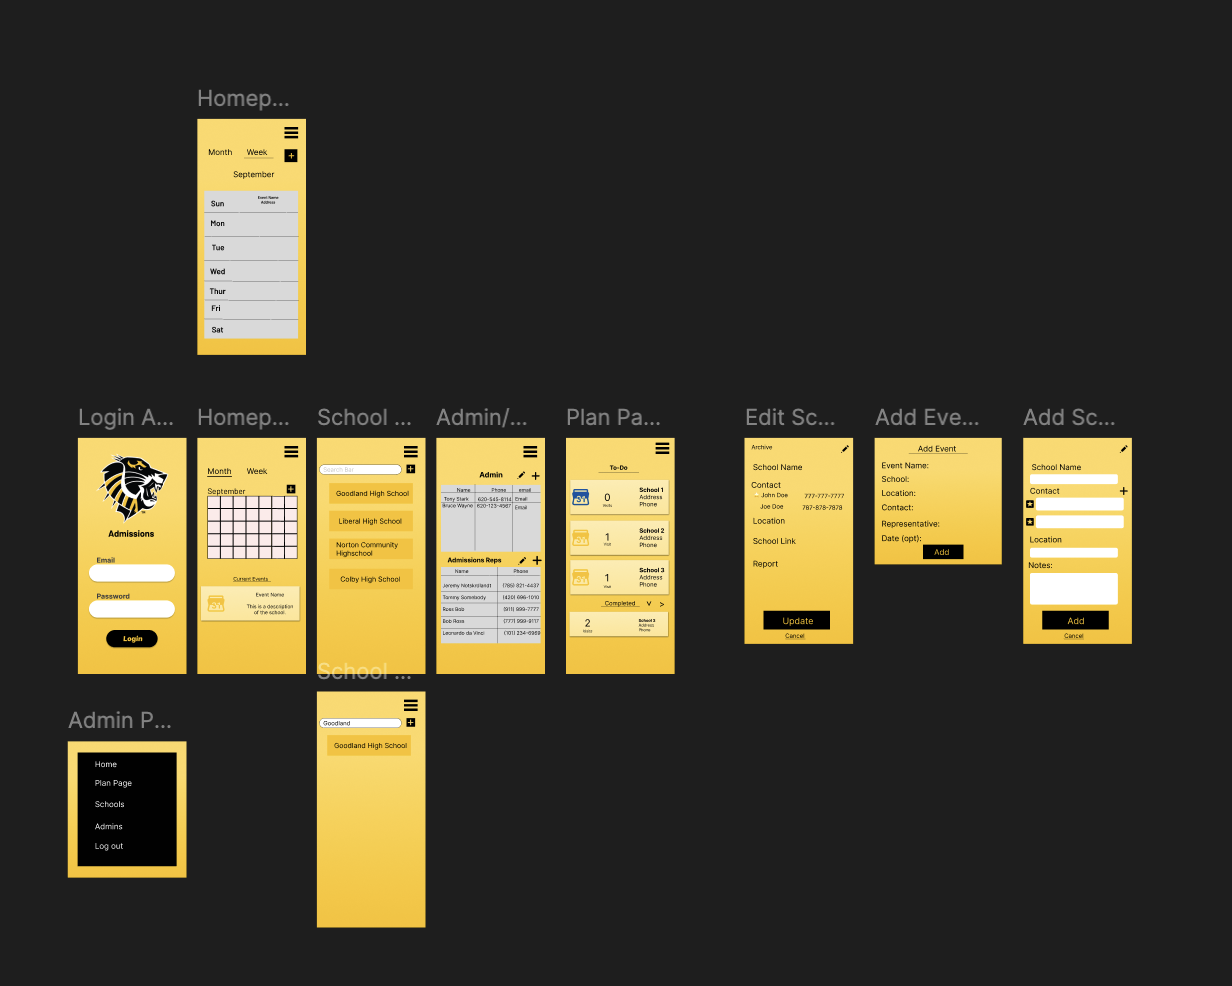 Homep...
Month Week
September
Sun Event Name
Address
Mon
Tue
Wed
Thur
Fri
Sat
Login A...
Admissions
Email
Password
Login
Homep...
Month Week
September
Current Events
Event Name
This is a description
of the school.
School ...
Search Bar
Goodland High School
Liberal High School
Norton Community
Highschool
Colby High School
Admin/...
Admin
Name Phone email
Tony Stark 620-545-8114 Email
Bruce Wayne 620-123-4567 Email
Admissions Reps
Name Phone
Jeremy Notskrolandt (785) 821-4437
Tommy Somebody (420) 696-1010
Ross Bob (911) 999-7777
Bob Ross (777) 999-9117
Leonardo da Vinci (101) 234-6969
Plan Pa...
To-Do
0
Visits
School 1
Address
Phone
1
Visit
School 2
Address
Phone
1
Visit
School 3
Address
Phone
Completed V >
2
Visits
School 3
Address
Phone
Edit Sc...
Archive
School Name
Contact
John Doe 777-777-7777
Joe Doe 787-878-7878
Location
School Link
Report
Update
Cancel
Add Eve...
Add Event
Event Name:
School:
Location:
Contact:
Representative:
Date (opt):
Add
Add Sc...
School Name
Contact
Location
Notes:
Add
Cancel
Admin P...
Home
Plan Page
Schools
Admins
Log out
School ...
Goodland
Goodland High School